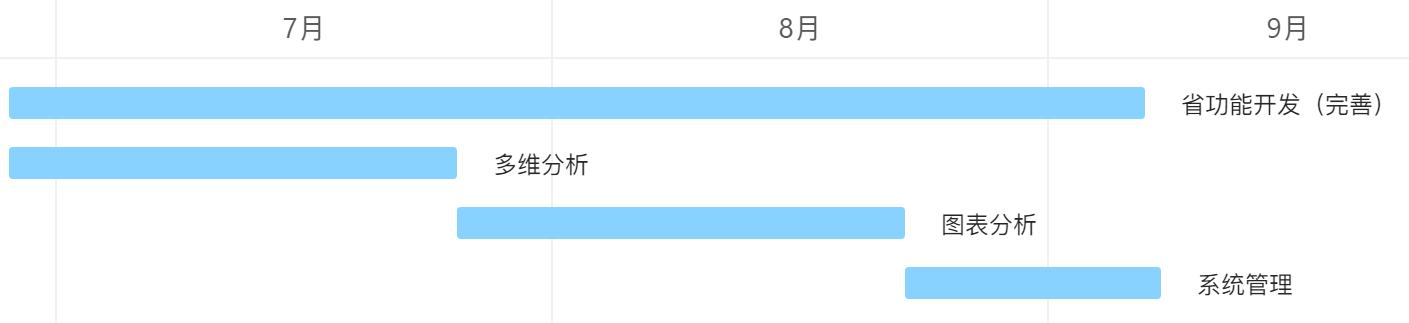 7月 8月 9月
省功能开发（完善）
多维分析
图表分析
系统管理